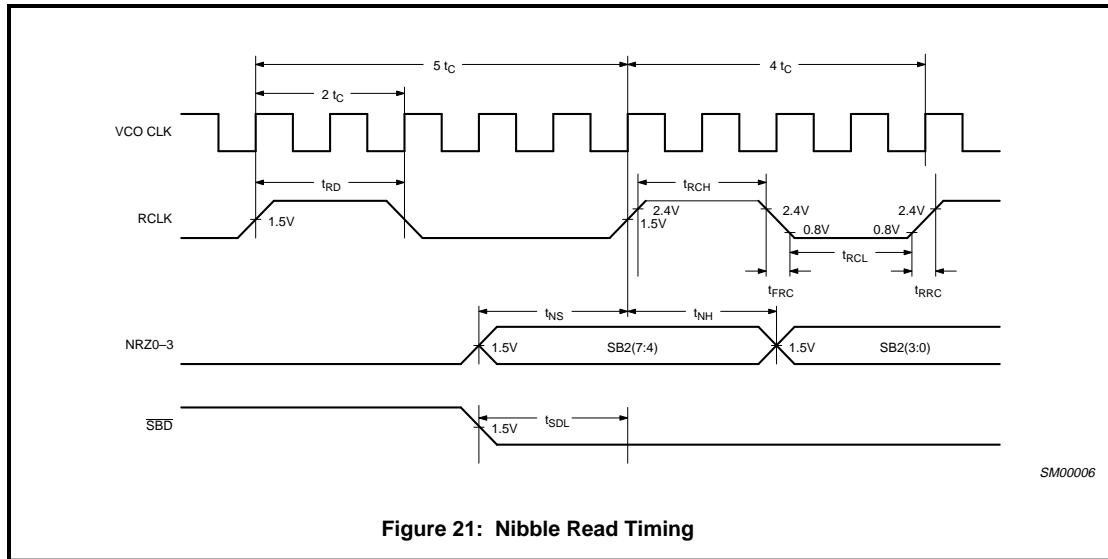 5 tC
4 tC
2 tC
VCO CLK
tRD
tRCH
RCLK
1.5V
2.4V
1.5V
2.4V
0.8V
0.8V
2.4V
tRCL
tFRC
tRRC
tNS
tNH
NRZ0–3
1.5V
SB2(7:4)
1.5V
SB2(3:0)
SBD
tSDL
1.5V
SM00006
Figure 21: Nibble Read Timing